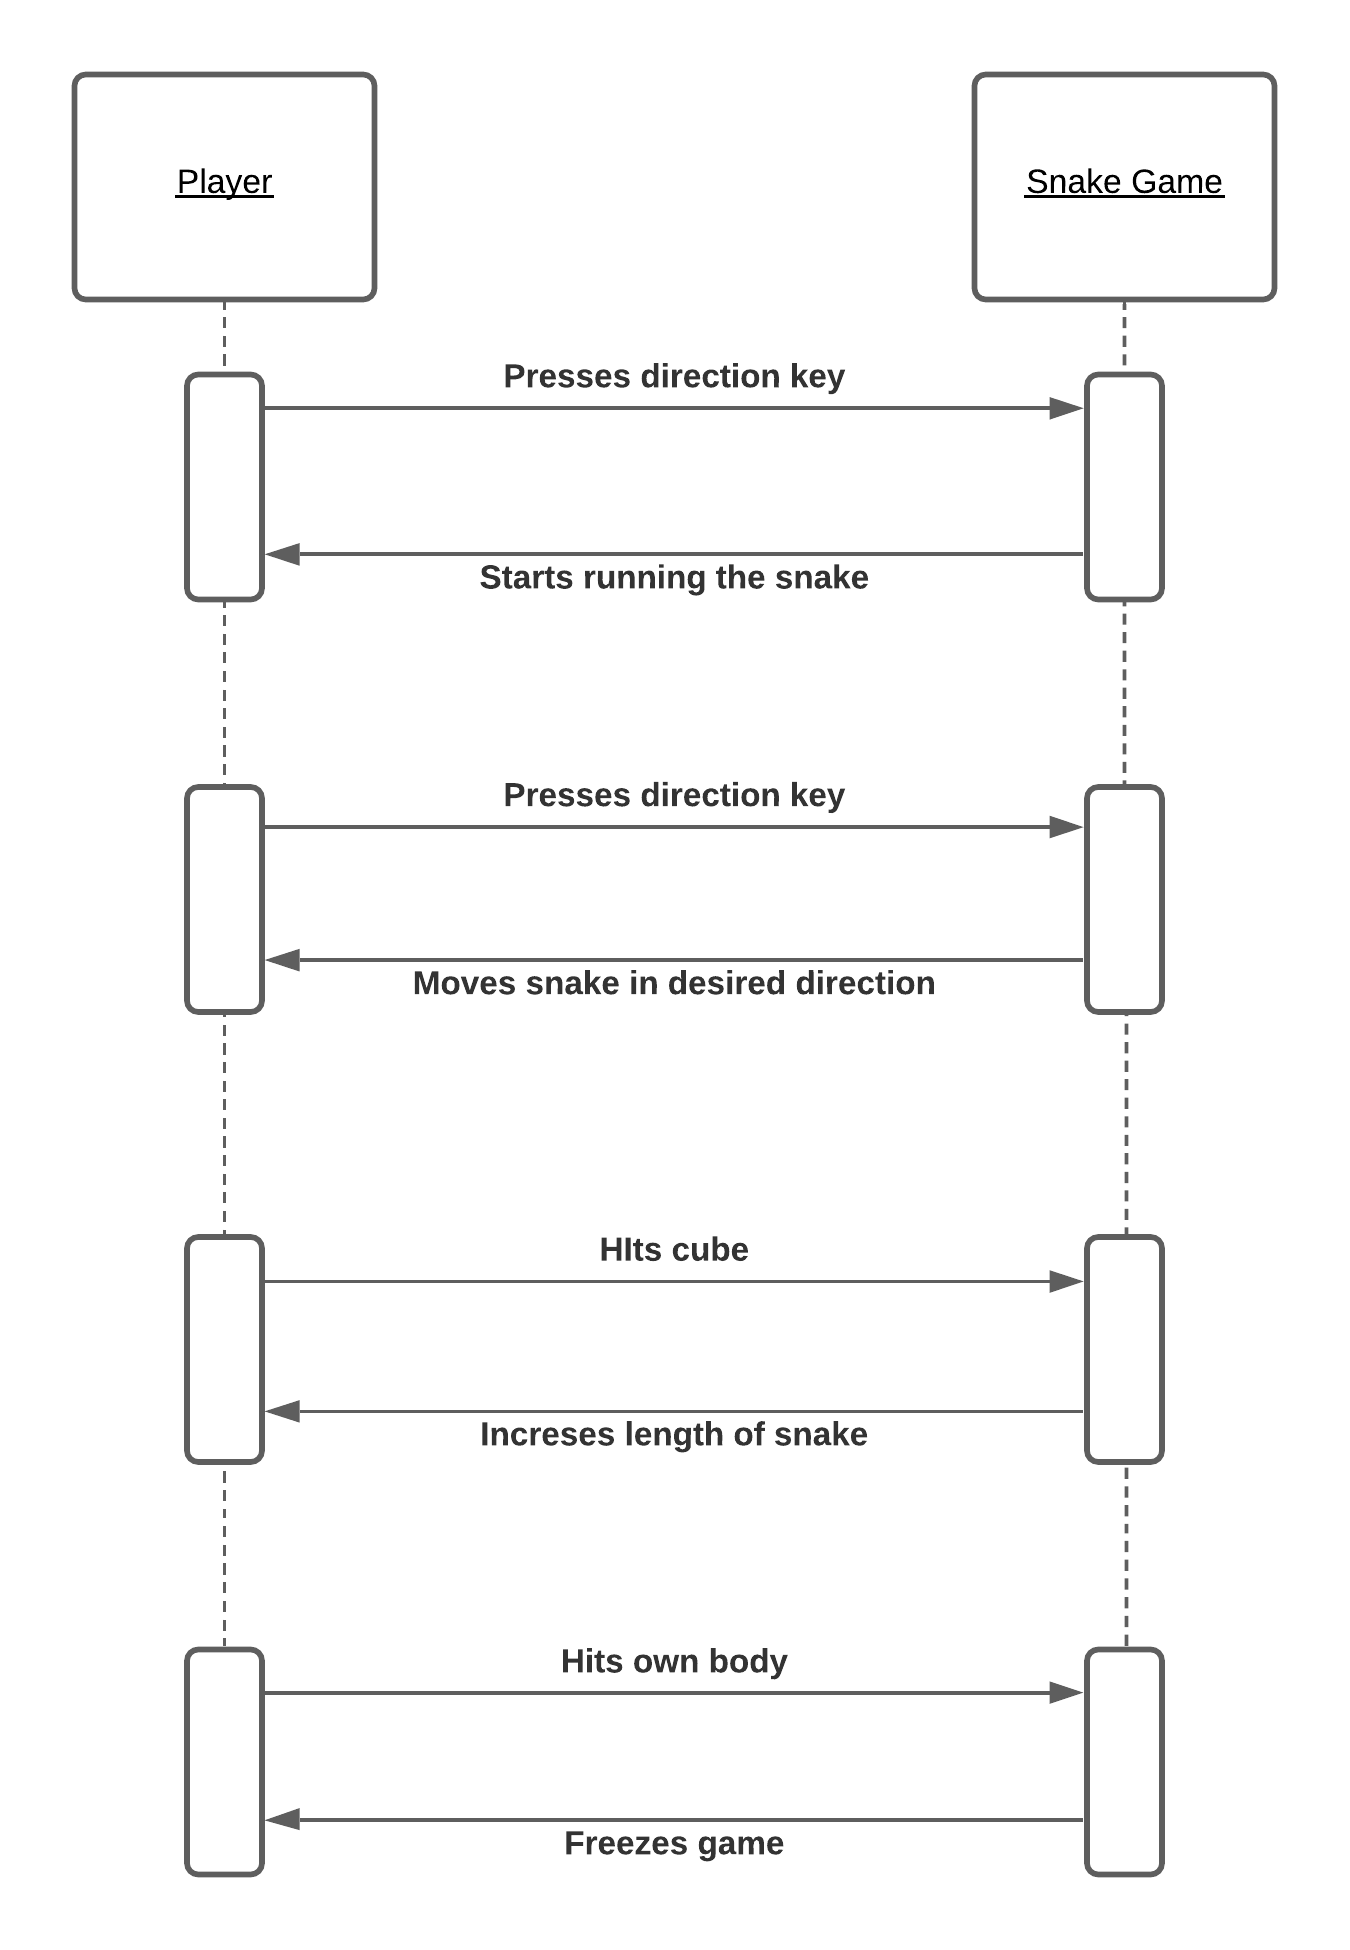 Player
Snake Game
Presses direction key
Starts running the snake
Presses direction key
Moves snake in desired direction
HIts cube
Increses length of snake
Hits own body
Freezes game